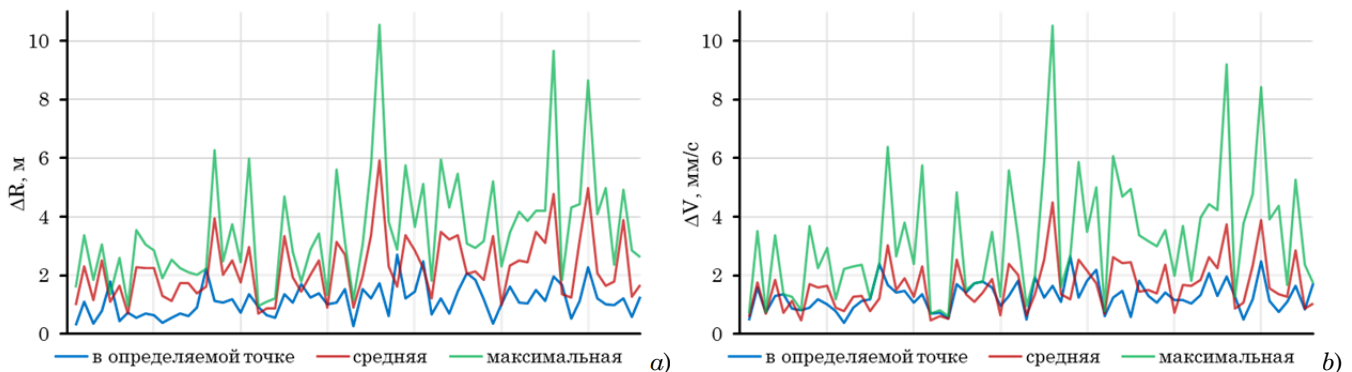 10
8
6
4
2
0
ΔR, м
в определяемой точке средняя максимальная
а)
10
8
6
4
2
0
ΔV, мм/с
в определяемой точке средняя максимальная
б)